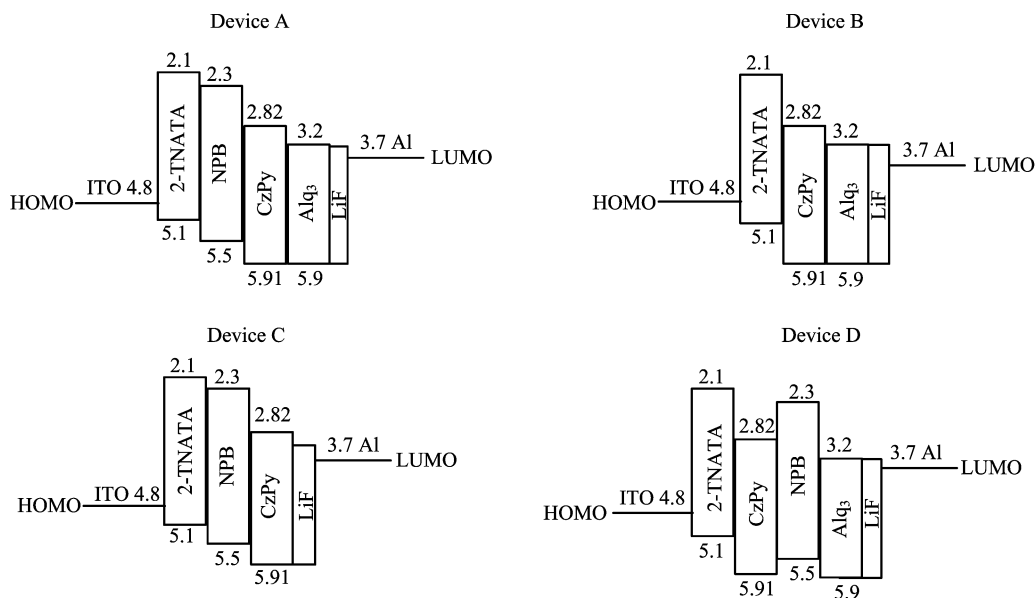 Device A
2.1
2.3
2.82
3.2
3.7 Al
LUMO
2-TNATA
NPB
CzPy
Alq₃
LiF
HOMO
ITO 4.8
5.1
5.5
5.91
5.9
Device B
2.1
2.82
3.2
3.7 Al
LUMO
2-TNATA
CzPy
Alq₃
LiF
HOMO
ITO 4.8
5.1
5.91
5.9
Device C
2.1
2.3
2.82
3.7 Al
LUMO
2-TNATA
NPB
CzPy
LiF
HOMO
ITO 4.8
5.1
5.5
5.91
Device D
2.1
2.82
2.3
3.2
3.7 Al
LUMO
2-TNATA
CzPy
NPB
Alq₃
LiF
HOMO
ITO 4.8
5.1
5.91
5.5
5.9